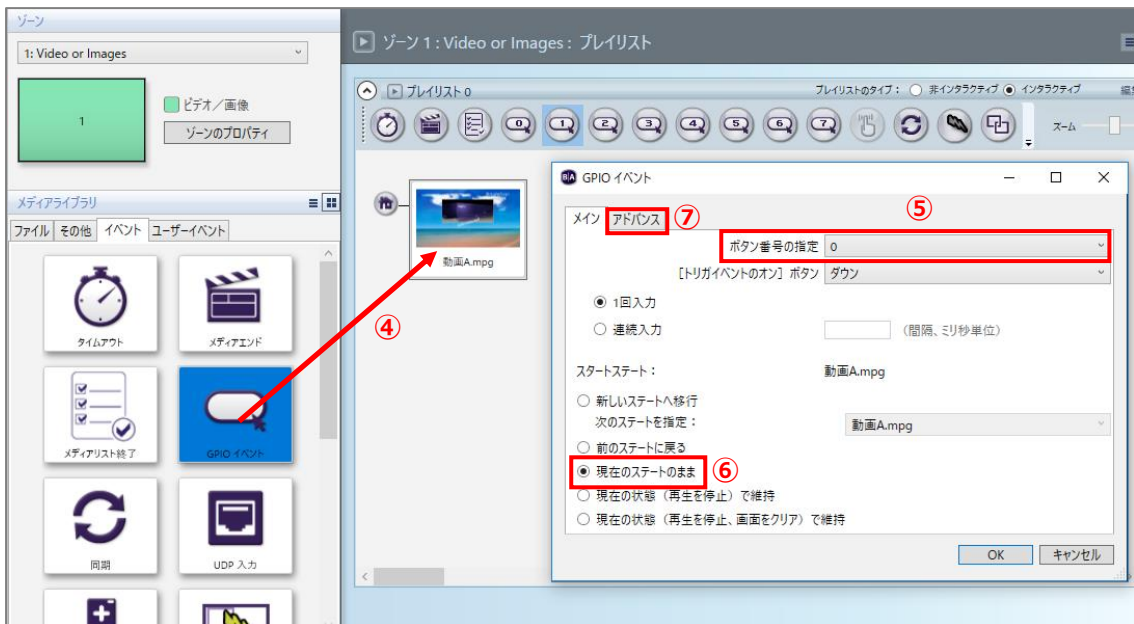 ゾーン
1: Video or Images
1
ビデオ／画像
ゾーンのプロパティ
メディアライブラリ
ファイル その他 イベント ユーザーイベント
タイムアウト
メディアエンド
メディアリスト終了
GPIO イベント
同期
UDP 入力
ゾーン 1 : Video or Images : プレイリスト
プレイリスト 0
プレイリストのタイプ： 非インタラクティブ インタラクティブ
0 1 2 3 4 5 6 7
ズーム
動画A.mpg
④
BA GPIO イベント
メイン アドバンス ⑦
⑤
ボタン番号の指定 0
[トリガイベントのオン] ボタン ダウン
1回入力
連続入力 （間隔、ミリ秒単位）
スタートステート： 動画A.mpg
新しいステートへ移行
次のステートを指定： 動画A.mpg
前のステートに戻る
現在のステートのまま ⑥
現在の状態（再生を停止）で維持
現在の状態（再生を停止、画面をクリア）で維持
OK キャンセル